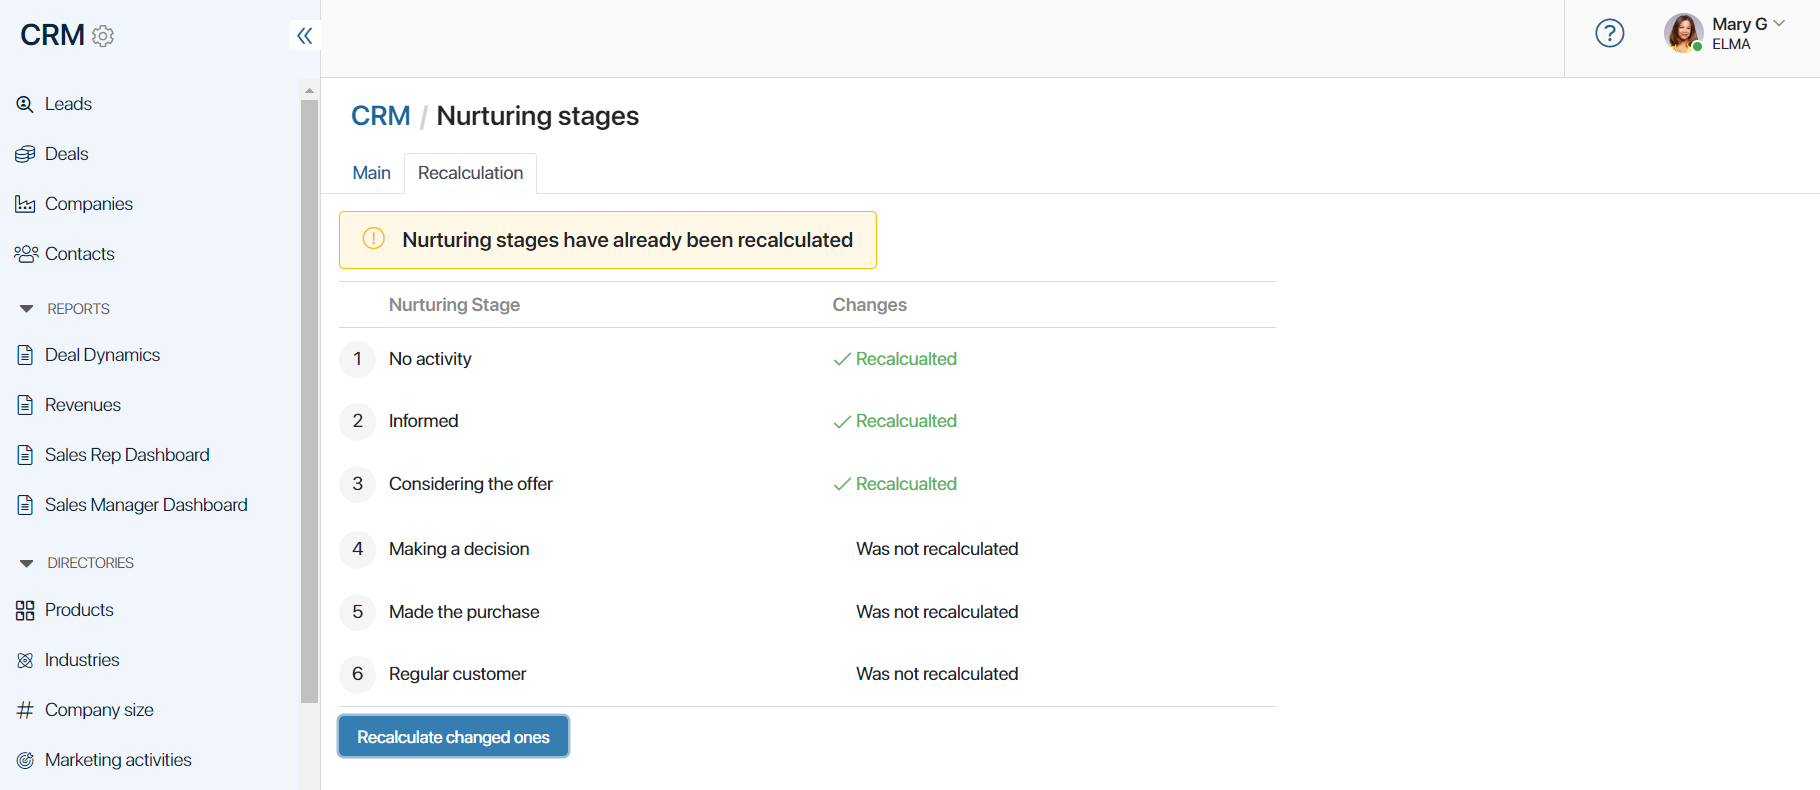 CRM
Leads
Deals
Companies
Contacts
REPORTS
Deal Dynamics
Revenues
Sales Rep Dashboard
Sales Manager Dashboard
DIRECTORIES
Products
Industries
Company size
Marketing activities
?
Mary G
ELMA
CRM / Nurturing stages
Main Recalculation
Nurturing stages have already been recalculated
Nurturing Stage Changes
1 No activity Recalcualted
2 Informed Recalcualted
3 Considering the offer Recalcualted
4 Making a decision Was not recalculated
5 Made the purchase Was not recalculated
6 Regular customer Was not recalculated
Recalculate changed ones